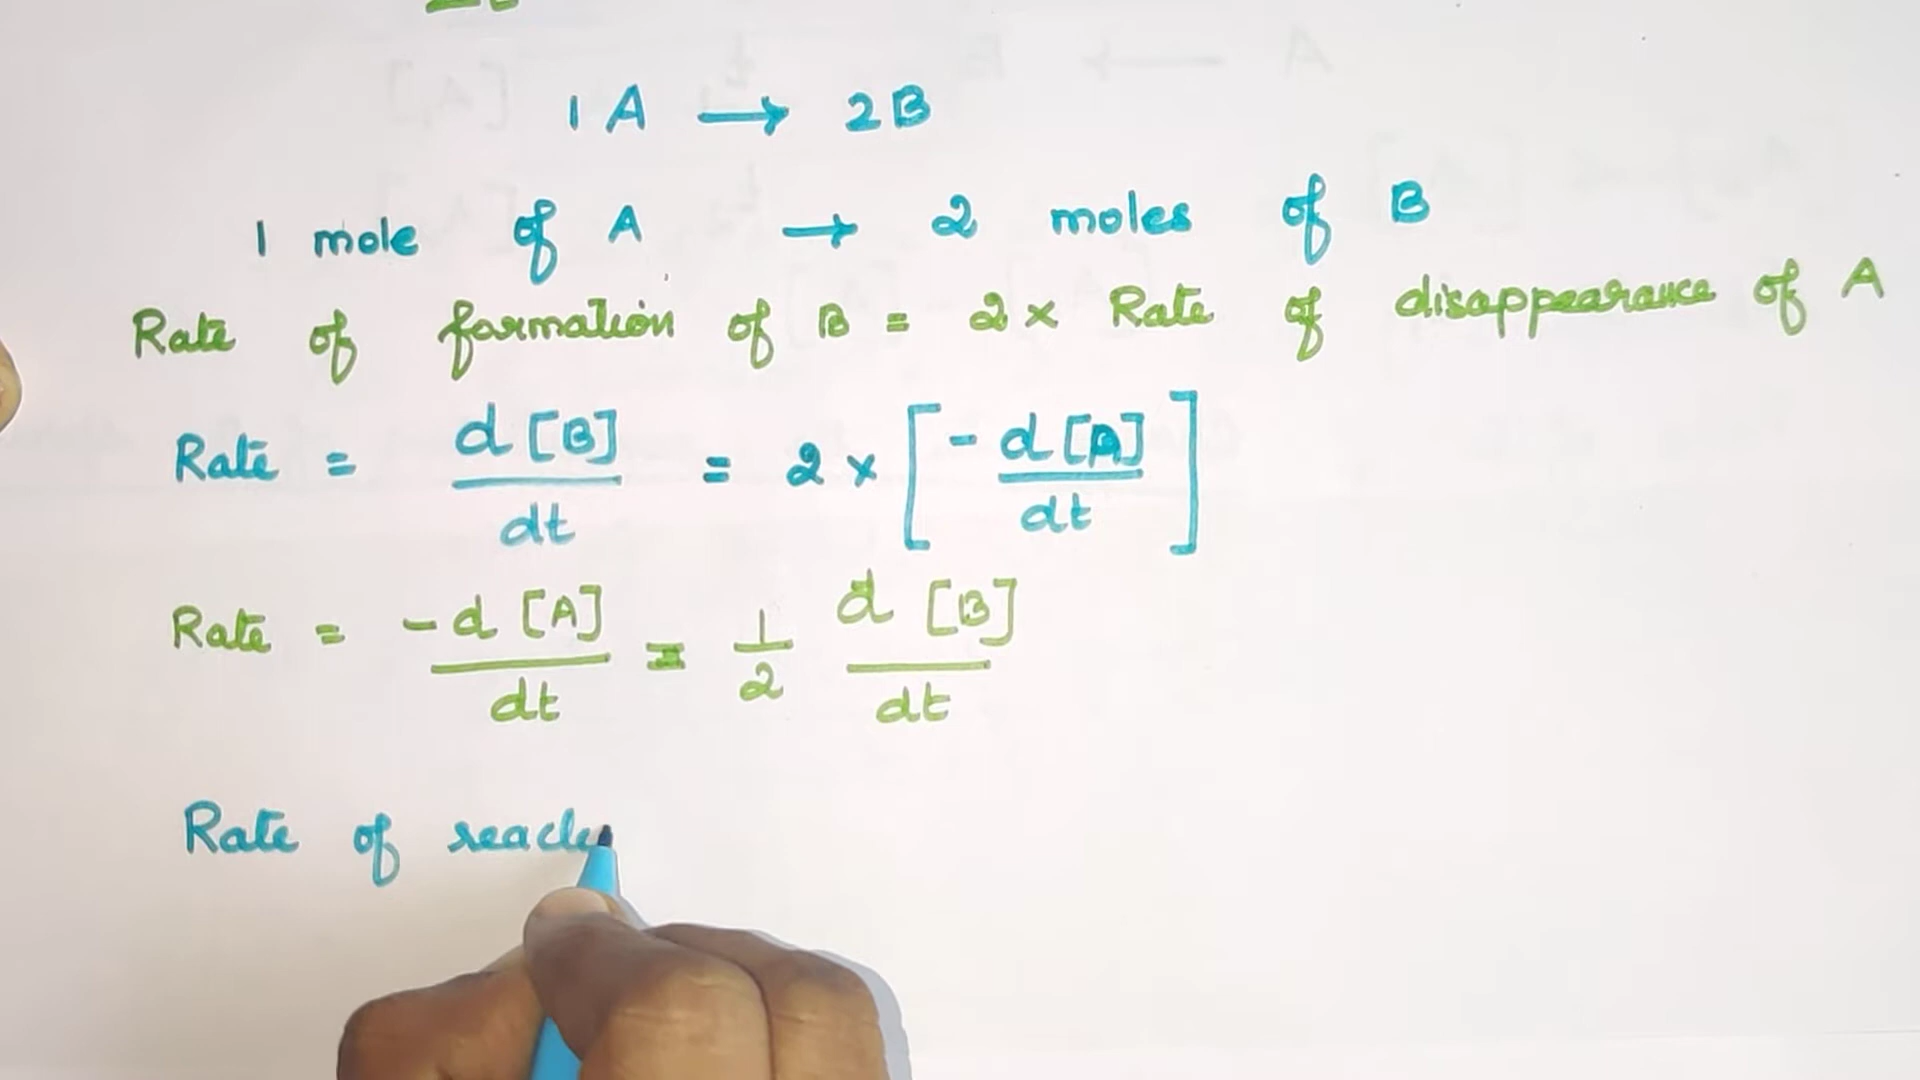 1 A → 2B
1 mole of A → 2 moles of B
Rate of formation of B = 2 × Rate of disappearance of A
Rate = d [B] / dt = 2 × [ - d [A] / dt ]
Rate = - d [A] / dt = 1/2 d [B] / dt
Rate of